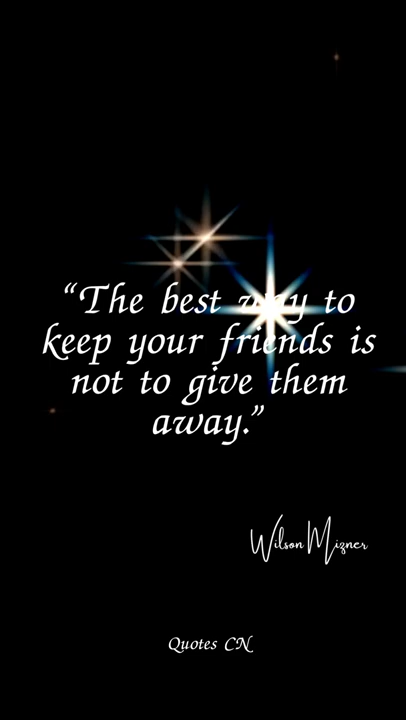 “The best way to
keep your friends is
not to give them
away.”
Wilson Mizner
Quotes CN